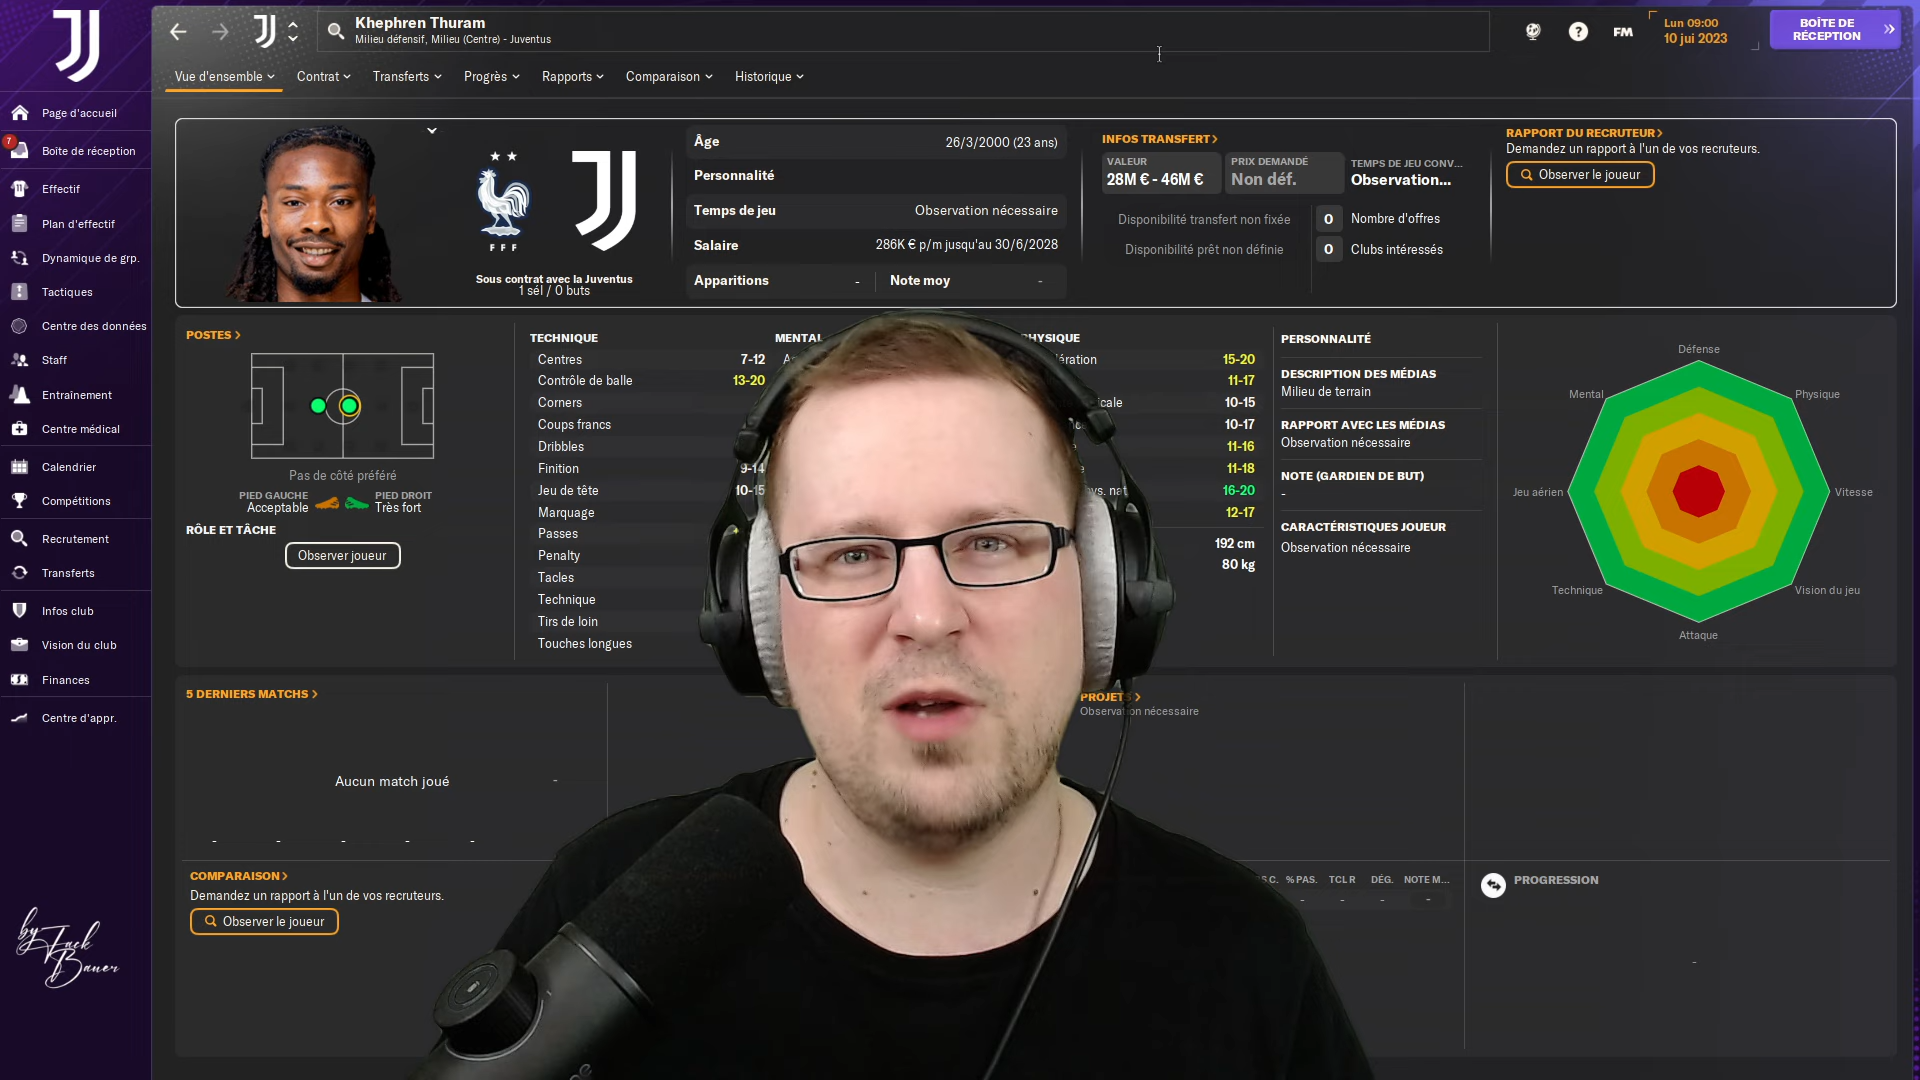 Khephren Thuram
Milieu défensif, Milieu (Centre) - Juventus
FM
Lun 09:00
10 jui 2023
BOÎTE DE
RÉCEPTION
Vue d'ensemble
Contrat
Transferts
Progrès
Rapports
Comparaison
Historique
Page d'accueil
7
Boîte de réception
Effectif
Plan d'effectif
Dynamique de grp.
Tactiques
Centre des données
Staff
Entraînement
Centre médical
Calendrier
Compétitions
Recrutement
Transferts
Infos club
Vision du club
Finances
Centre d'appr.
by Jack
Bauer
FFF
Sous contrat avec la Juventus
1 sél / 0 buts
Âge 26/3/2000 (23 ans)
Personnalité
Temps de jeu Observation nécessaire
Salaire 286K € p/m jusqu'au 30/6/2028
Apparitions - Note moy -
INFOS TRANSFERT
VALEUR
28M € - 46M €
PRIX DEMANDÉ
Non déf.
TEMPS DE JEU CONV...
Observation...
Disponibilité transfert non fixée
Disponibilité prêt non définie
0 Nombre d'offres
0 Clubs intéressés
RAPPORT DU RECRUTEUR
Demandez un rapport à l'un de vos recruteurs.
Observer le joueur
POSTES
Pas de côté préféré
PIED GAUCHE
Acceptable
PIED DROIT
Très fort
RÔLE ET TÂCHE
Observer joueur
TECHNIQUE
Centres 7-12
Contrôle de balle 13-20
Corners
Coups francs
Dribbles
Finition 9-14
Jeu de tête 10-15
Marquage
Passes
Penalty
Tacles
Technique
Tirs de loin
Touches longues
MENTAL
HYSIQUE
ération 15-20
11-17
icale 10-15
10-17
11-16
11-18
ys. nat 16-20
12-17
192 cm
80 kg
PERSONNALITÉ
DESCRIPTION DES MÉDIAS
Milieu de terrain
RAPPORT AVEC LES MÉDIAS
Observation nécessaire
NOTE (GARDIEN DE BUT)
-
CARACTÉRISTIQUES JOUEUR
Observation nécessaire
Défense
Physique
Vitesse
Vision du jeu
Attaque
Technique
Jeu aérien
Mental
5 DERNIERS MATCHS
Aucun match joué -
- - - - -
PROJETS
Observation nécessaire
COMPARAISON
Demandez un rapport à l'un de vos recruteurs.
Observer le joueur
S C. % PAS. TCL R DÉG. NOTE M...
- - - -
PROGRESSION
-